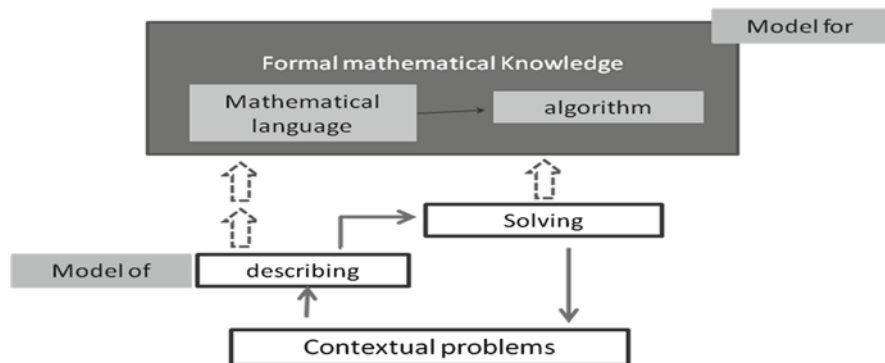 Model for
Formal mathematical Knowledge
Mathematical
language
algorithm
Solving
Model of
describing
Contextual problems